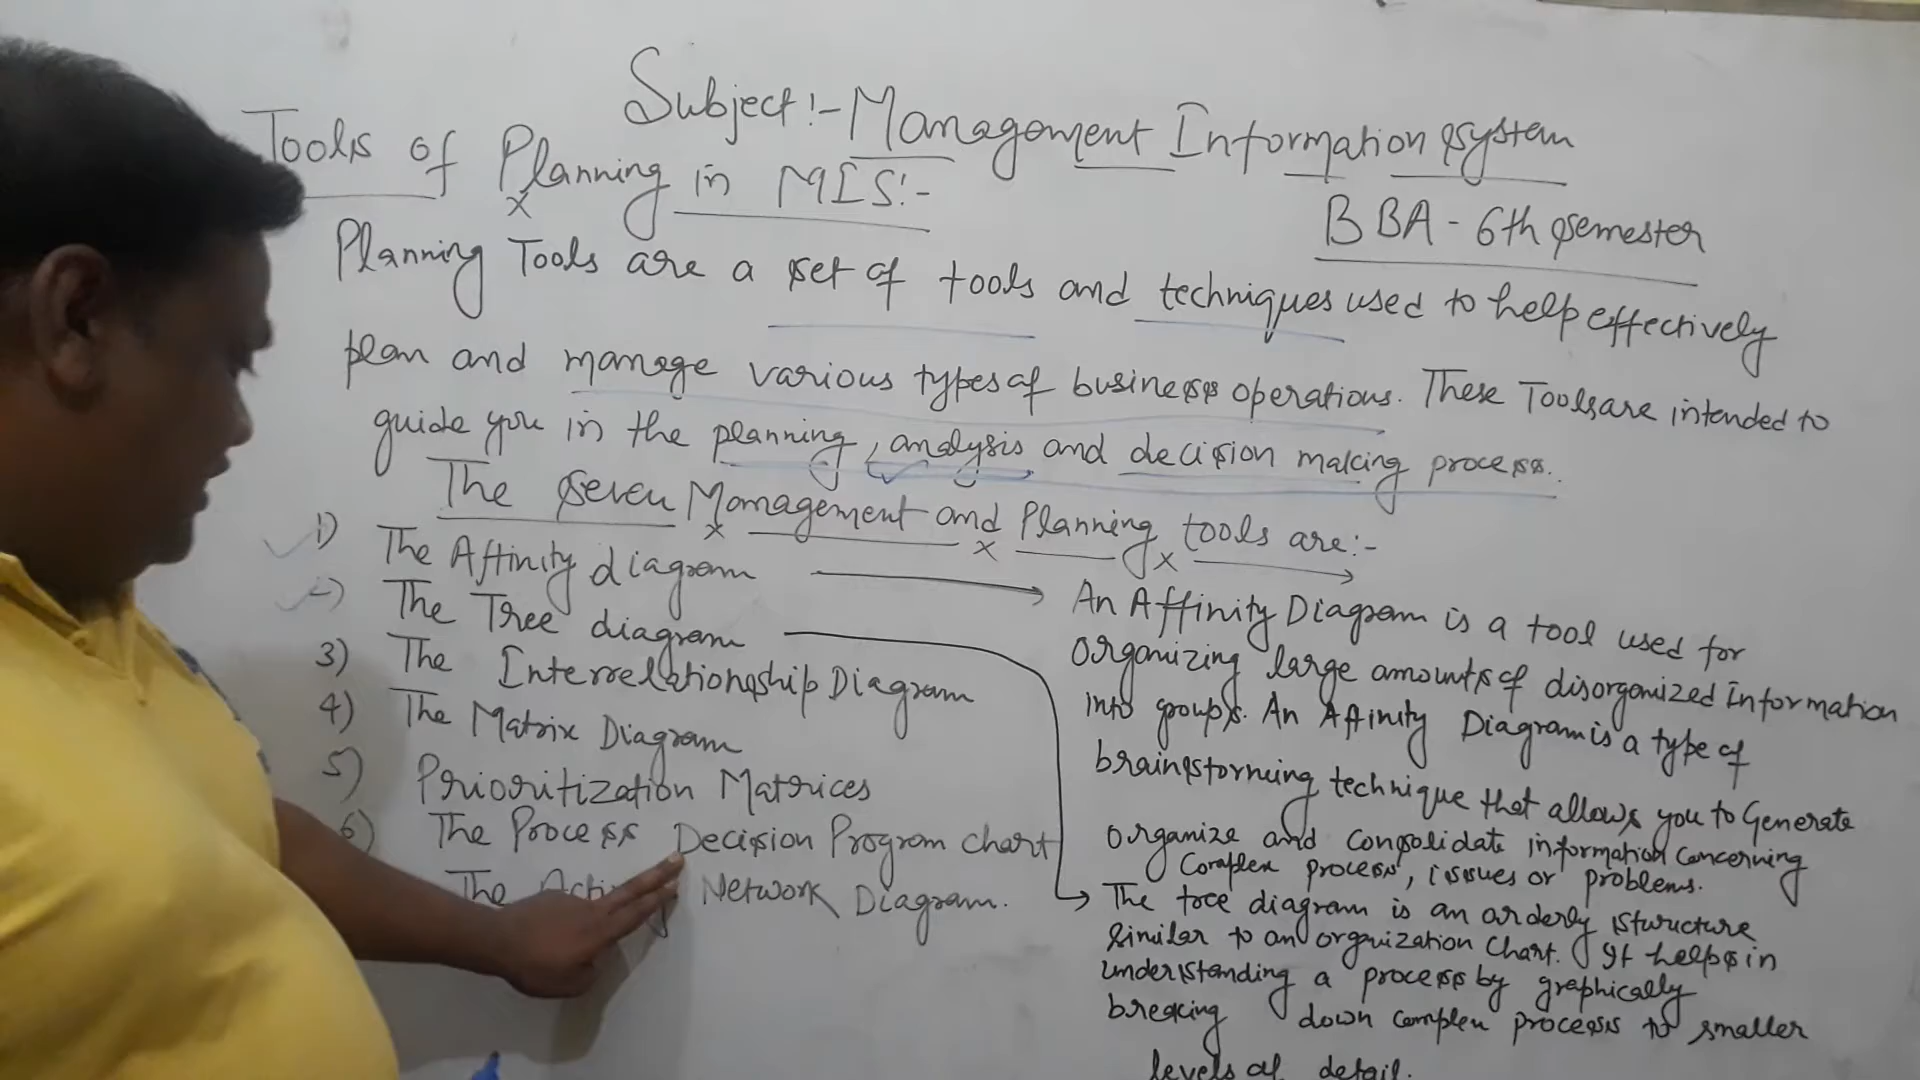 Subject:- Management Information system
Tools of Planning in MIS:-
BBA - 6th semester
Planning Tools are a set of tools and techniques used to help effectively
plan and manage various types of business operations. These Tools are intended to
guide you in the planning, analysis and decision making process.
The seven Management and Planning tools are:-
1) The Affinity diagram
2) The Tree diagram
3) The Interrelationship Diagram
4) The Matrix Diagram
5) Prioritization Matrices
6) The Process Decision Program chart
The Network Diagram.
An Affinity Diagram is a tool used for
organizing large amounts of disorganized Information
into groups. An Affinity Diagram is a type of
brainstorming technique that allows you to Generate
organize and consolidate information concerning
Complex process, issues or problems.
The tree diagram is an orderly structure
similar to an organization Chart. It helps in
understanding a process by graphically
breaking down complex process to smaller
levels of detail.